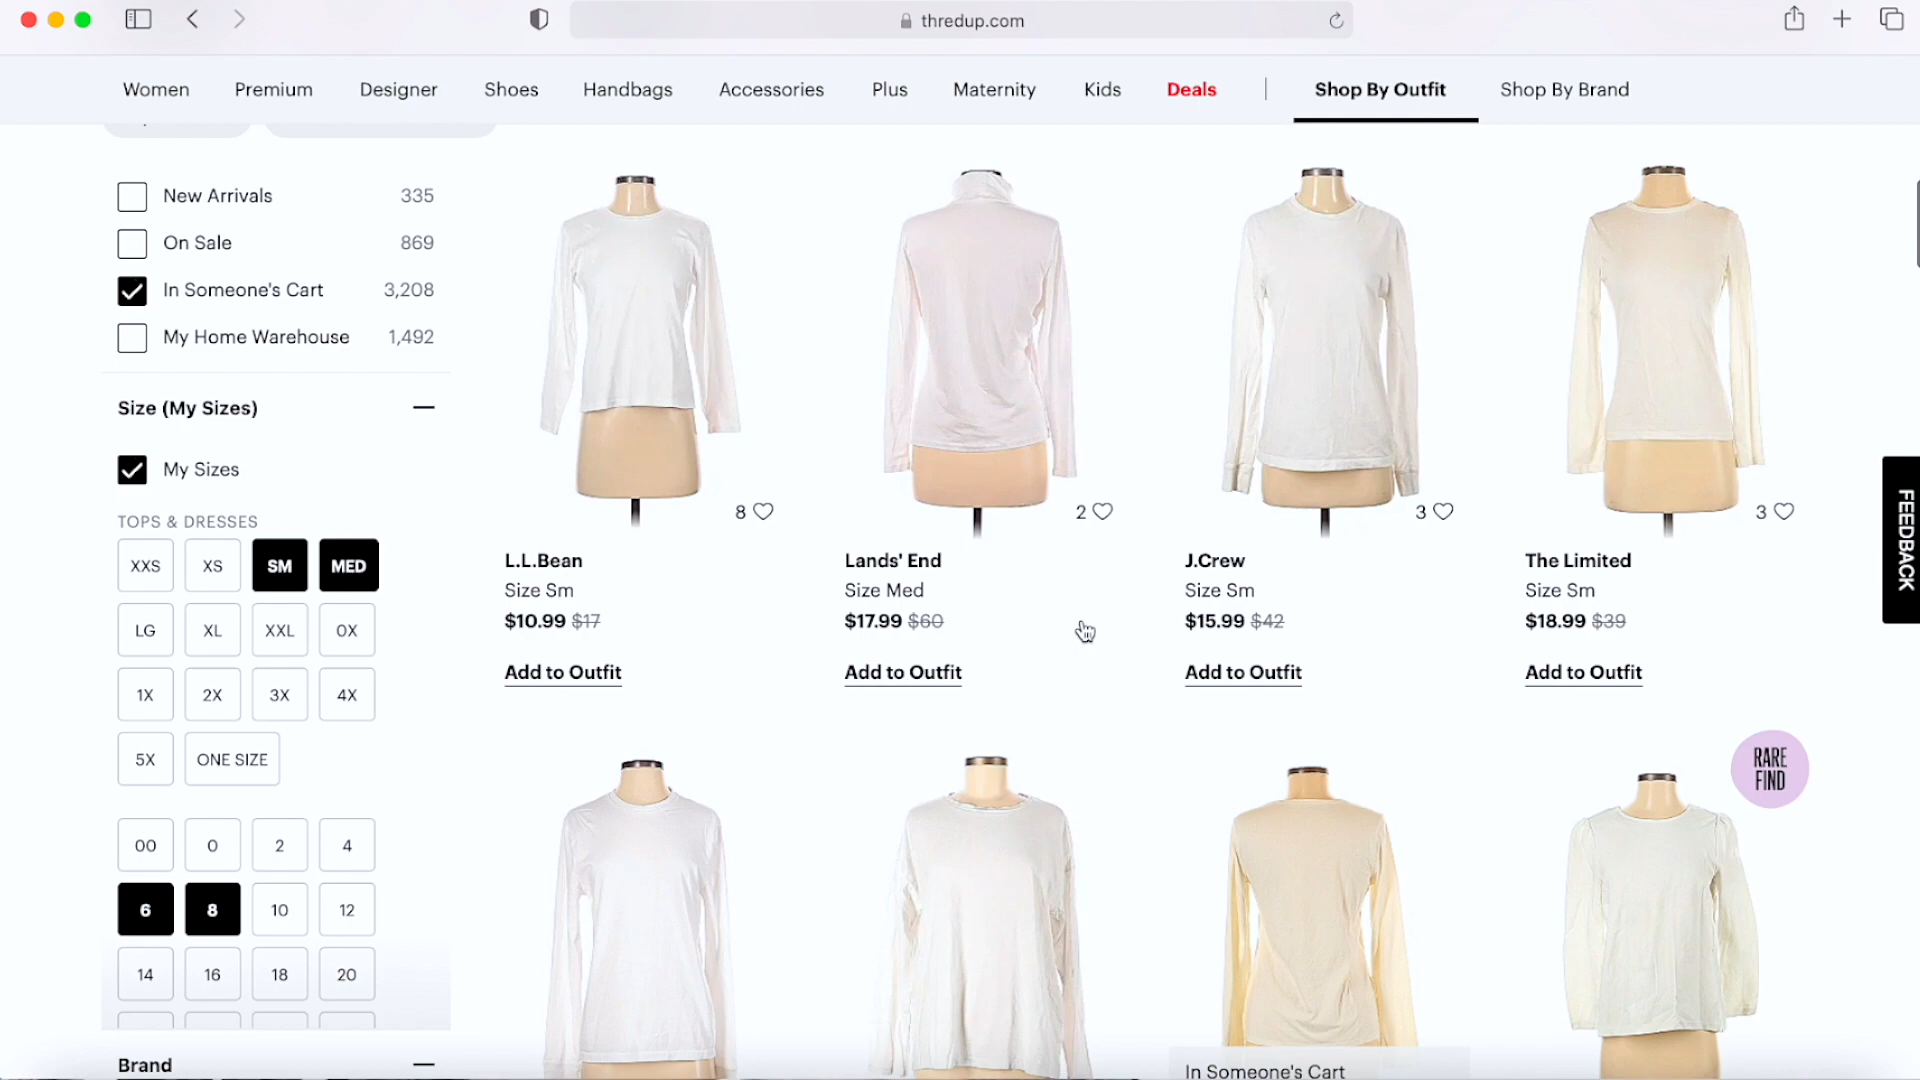 thredup.com
Women Premium Designer Shoes Handbags Accessories Plus Maternity Kids Deals Shop By Outfit Shop By Brand
New Arrivals 335
On Sale 869
In Someone's Cart 3,208
My Home Warehouse 1,492
Size (My Sizes)
My Sizes
TOPS & DRESSES
XXS XS SM MED
LG XL XXL 0X
1X 2X 3X 4X
5X ONE SIZE
00 0 2 4
6 8 10 12
14 16 18 20
Brand
8
L.L.Bean
Size Sm
$10.99 $17
Add to Outfit
2
Lands' End
Size Med
$17.99 $60
Add to Outfit
3
J.Crew
Size Sm
$15.99 $42
Add to Outfit
3
The Limited
Size Sm
$18.99 $39
Add to Outfit
RARE
FIND
In Someone's Cart
FEEDBACK